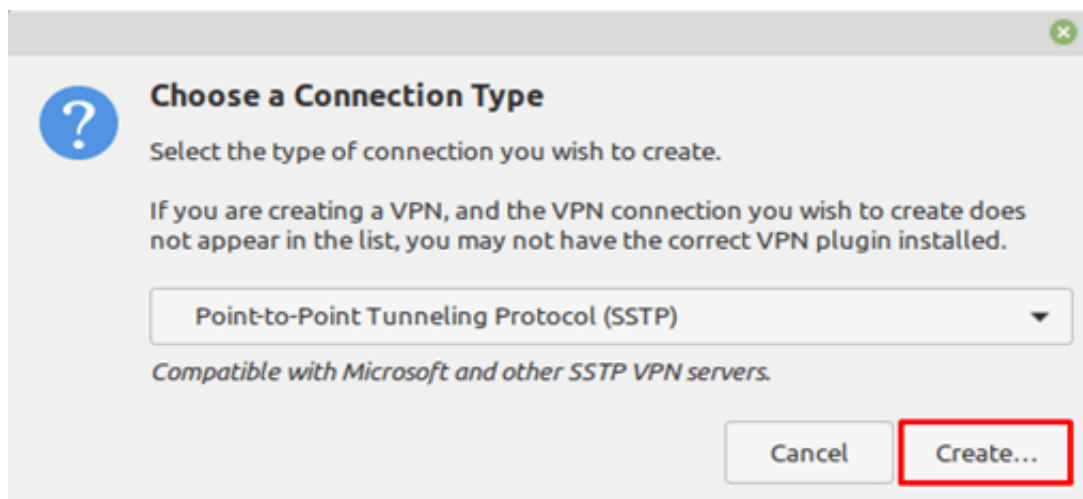 ?
Choose a Connection Type
Select the type of connection you wish to create.
If you are creating a VPN, and the VPN connection you wish to create does
not appear in the list, you may not have the correct VPN plugin installed.
Point-to-Point Tunneling Protocol (SSTP)
Compatible with Microsoft and other SSTP VPN servers.
Cancel
Create...